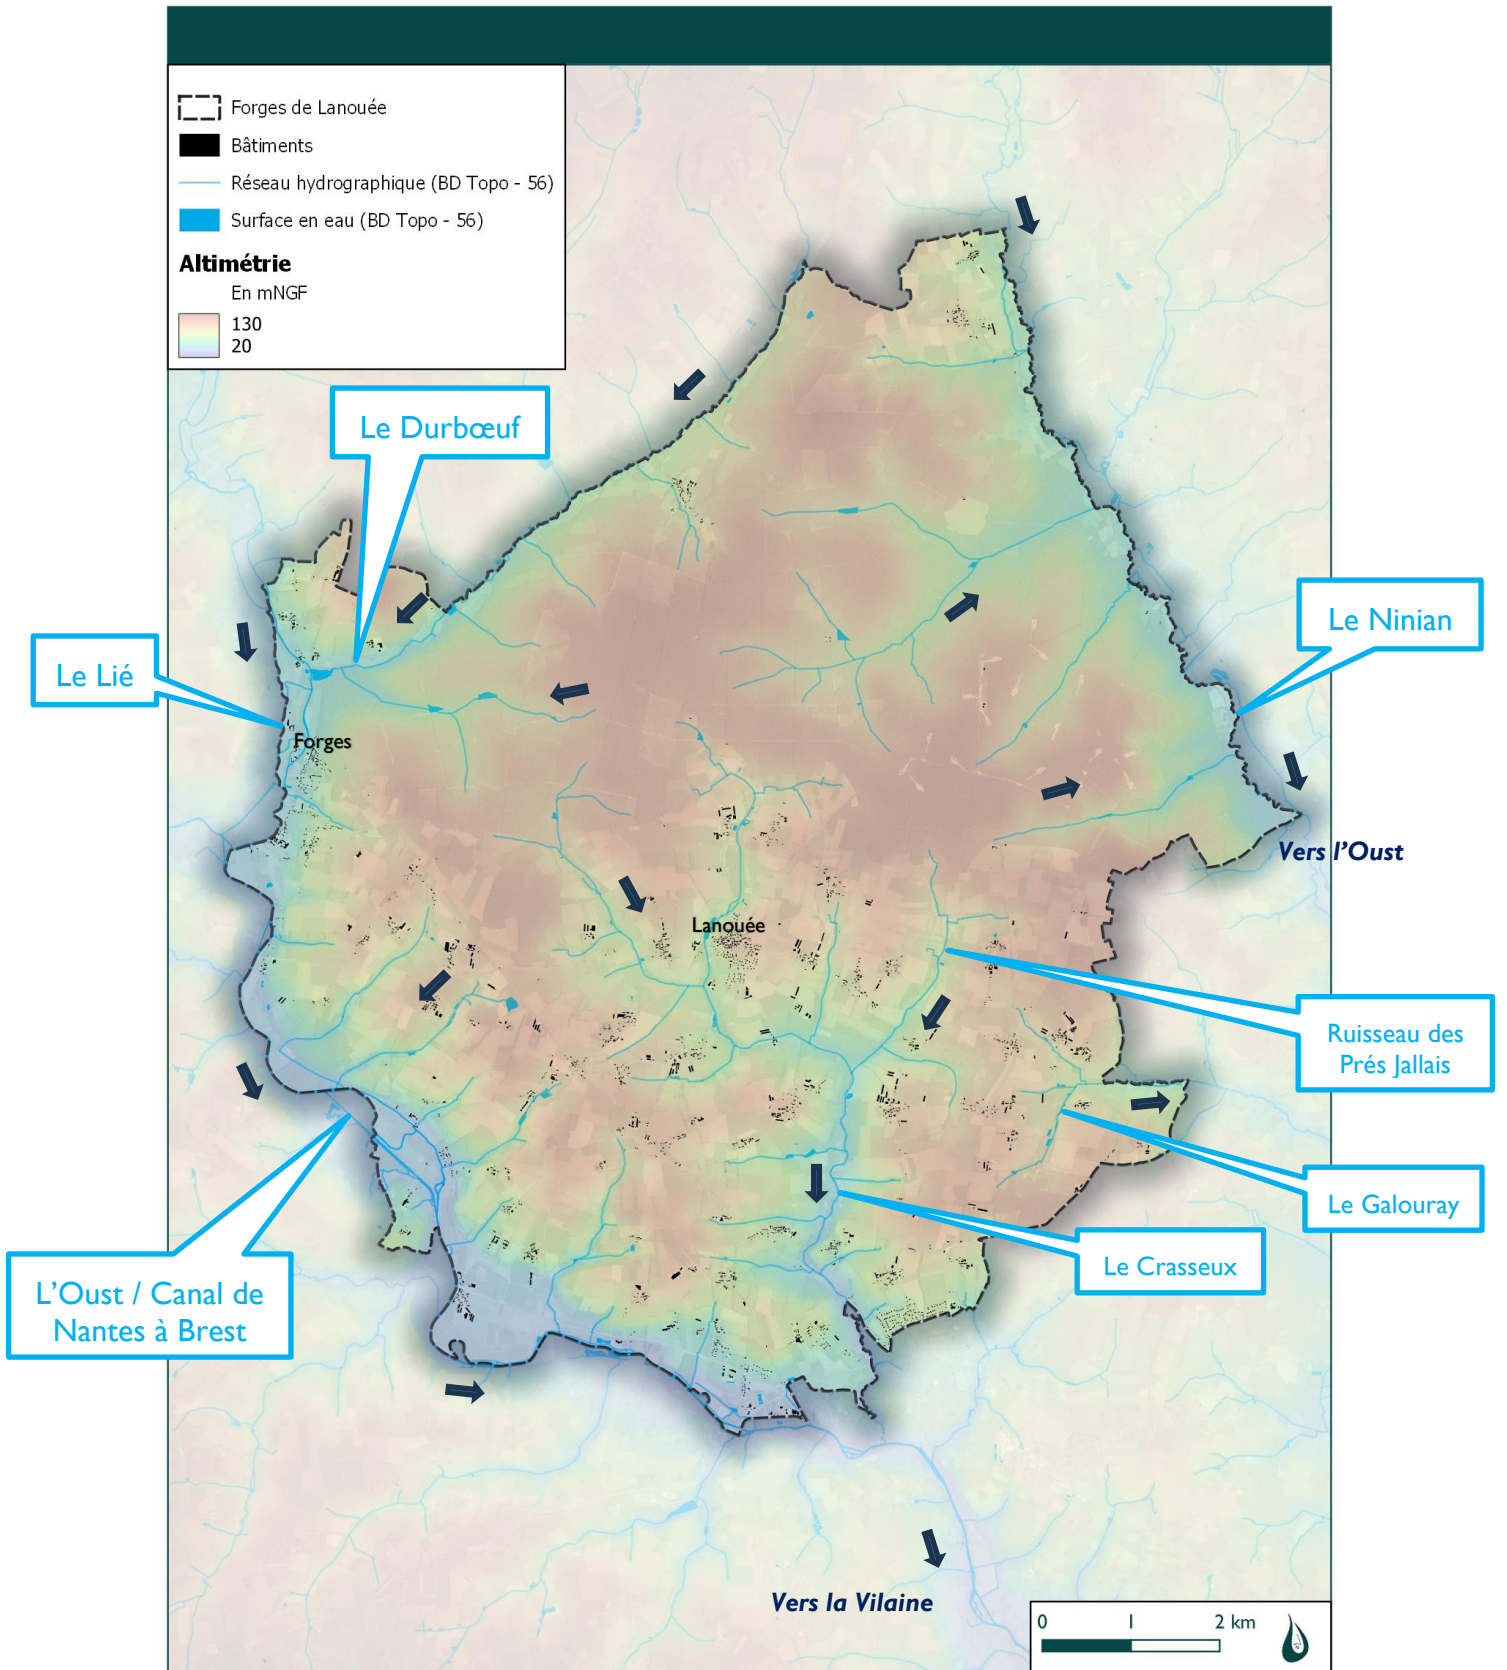 Forges de Lanouée
Bâtiments
Réseau hydrographique (BD Topo - 56)
Surface en eau (BD Topo - 56)
Altimétrie
En mNGF
130
20
Le Durbœuf
Le Ninian
Le Lié
Forges
Vers l'Oust
Lanouée
Ruisseau des
Prés Jallais
Le Galouray
Le Crasseux
L'Oust / Canal de
Nantes à Brest
Vers la Vilaine
0 1 2 km